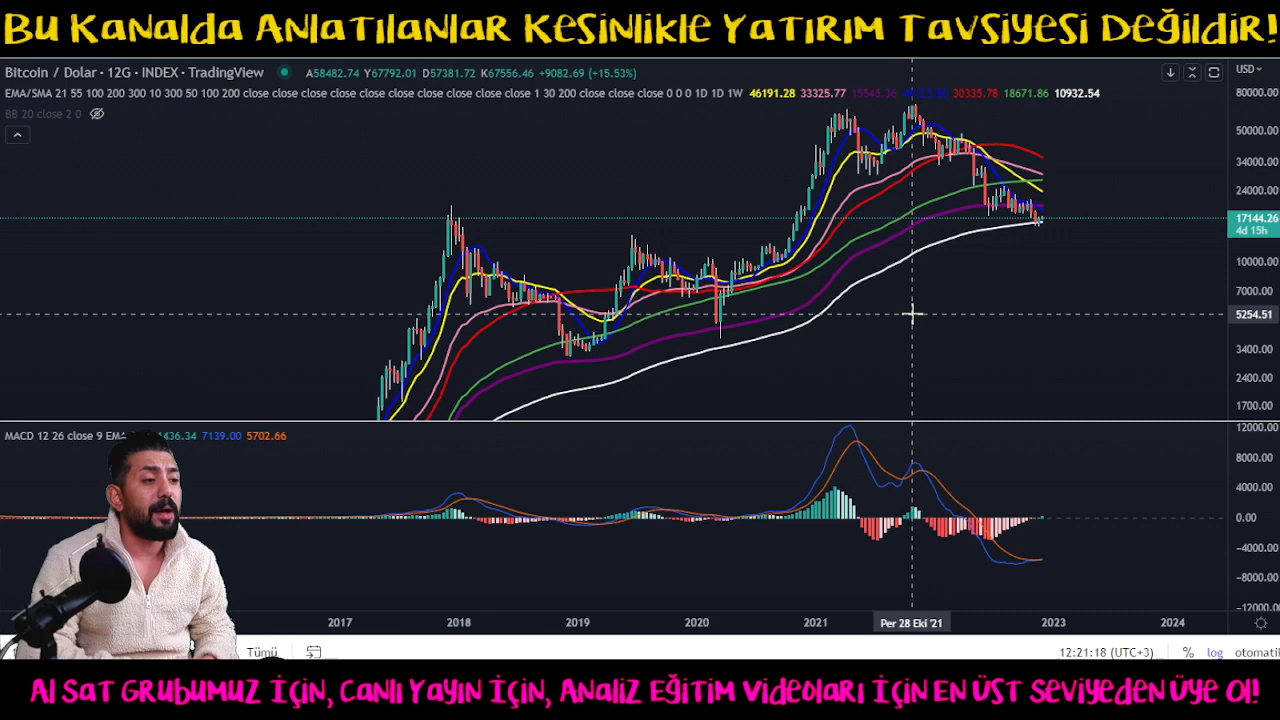 Bu Kanalda Anlatılanlar Kesinlikle Yatırım Tavsiyesi Değildir!
Bitcoin / Dolar · 12G · INDEX · TradingView A58482.74 Y67792.01 D57381.72 K67556.46 +9082.69 (+15.53%)
USD
EMA/SMA 21 55 100 200 300 10 300 50 100 200 close close close close close close close 1 30 200 close close close 0 0 0 1D 1D 1W 46191.28 33325.77 15545.36 30335.78 18671.86 10932.54
BB 20 close 2 0
80000.00
50000.00
34000.00
24000.00
17144.26
4d 15h
10000.00
7000.00
5254.51
3400.00
2400.00
1700.00
MACD 12 26 close 9 EMA 1436.34 7139.00 5702.66
12000.00
8000.00
4000.00
0.00
−4000.00
−8000.00
−12000.00
2017 2018 2019 2020 2021 Per 28 Eki '21 2023 2024
Tümü 12:21:18 (UTC+3) % log otomatik
Al Sat Grubumuz İçin, Canlı Yayın İçin, Analiz Eğitim Videoları İçin En Üst Seviyeden Üye Ol!